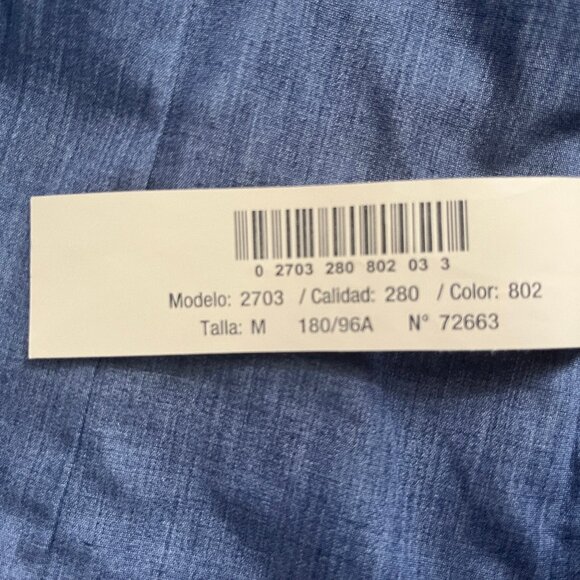 0 2703 280 802 03 3
Modelo: 2703 / Calidad: 280 / Color: 802
Talla: M 180/96A N° 72663